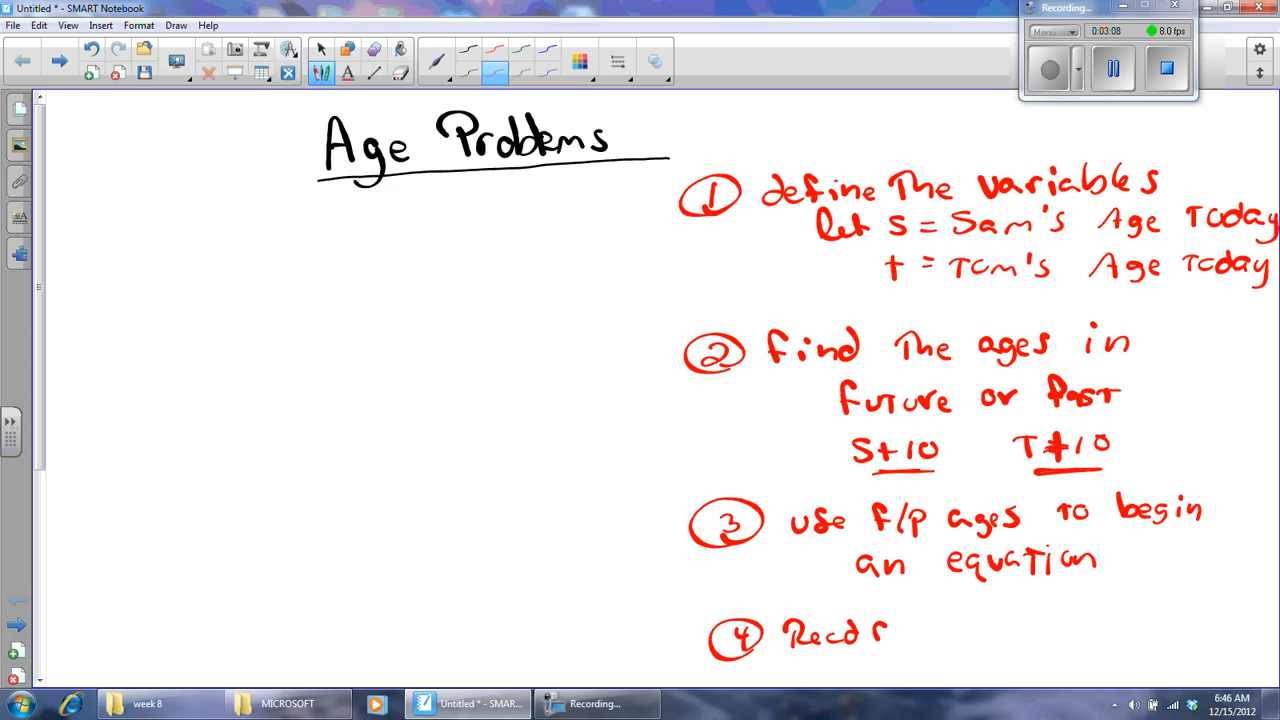 Untitled * - SMART Notebook
Recording...
File Edit View Insert Format Draw Help
Menu 0:03:08 8.0 fps
Age Problems
1 define The variables
let s = Sam's Age Today
t = Tom's Age Today
2 find The ages in
future or Past
S+10 T+10
3 use f/p ages to begin
an equation
4 Read r
week 8
MICROSOFT
Untitled * - SMAR...
Recording...
6:46 AM
12/15/2012